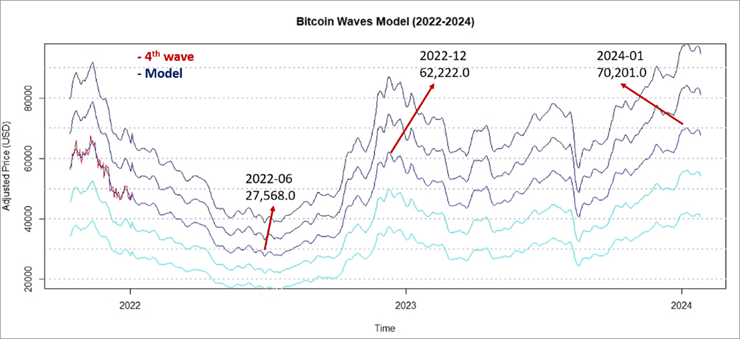 Bitcoin Waves Model (2022-2024)
- 4th wave
- Model
2022-12
62,222.0
2024-01
70,201.0
2022-06
27,568.0
Adjusted Price (USD)
80000
60000
40000
20000
2022
2023
2024
Time